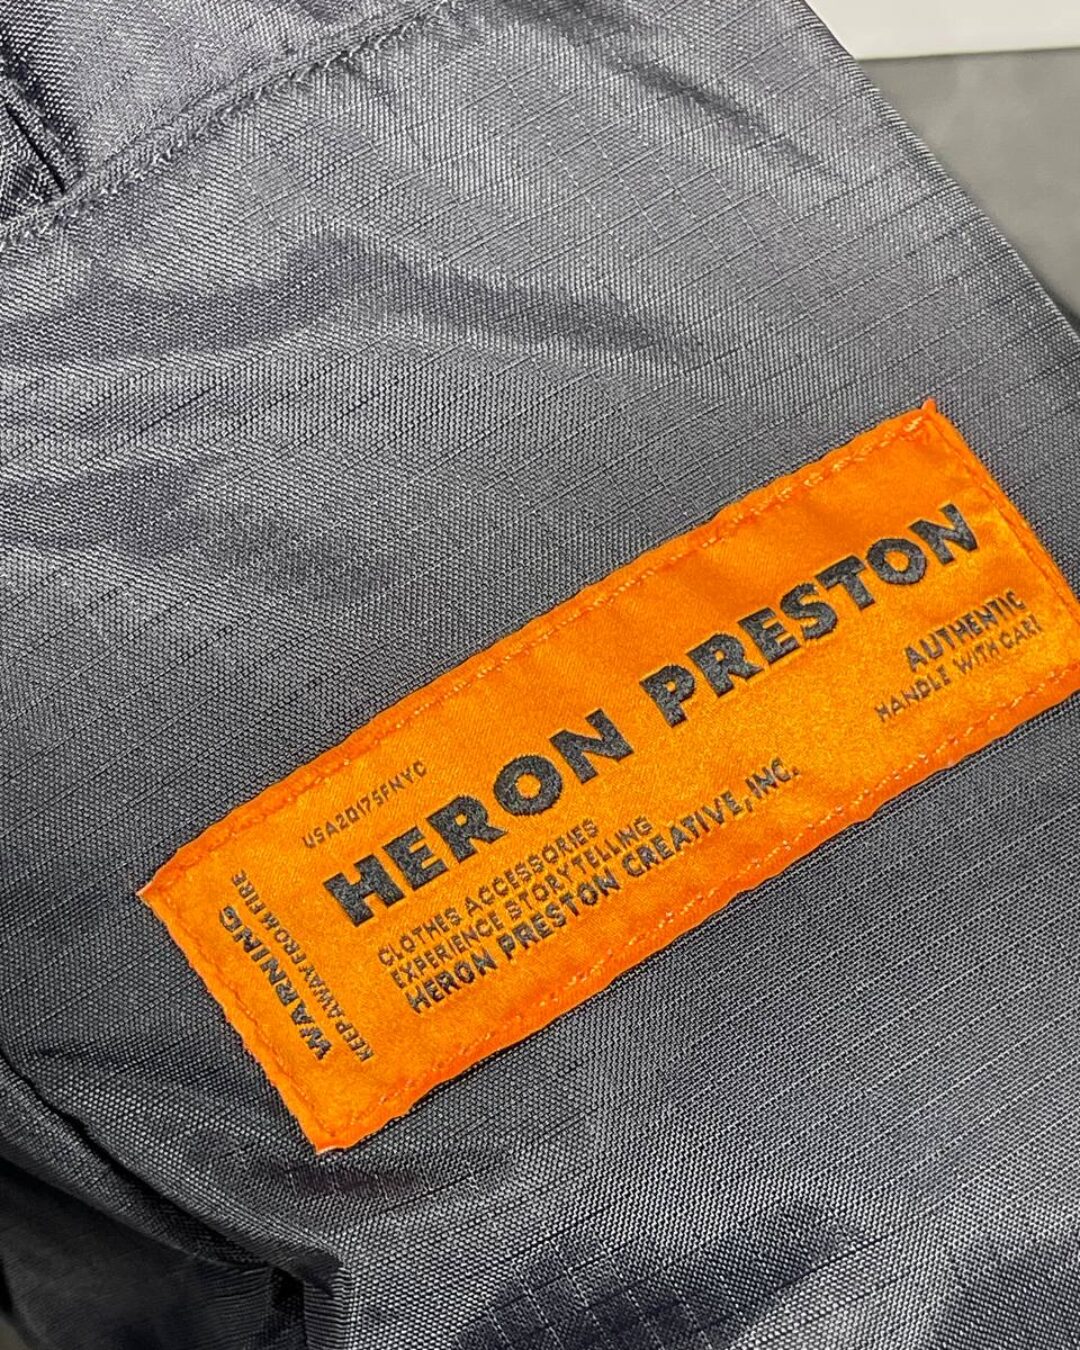 USA2017SFNYC
HERON PRESTON
AUTHENTIC
HANDLE WITH CARE
CLOTHES ACCESSORIES
EXPERIENCE STORYTELLING
HERON PRESTON CREATIVE, INC.
WARNING
KEEP AWAY FROM FIRE